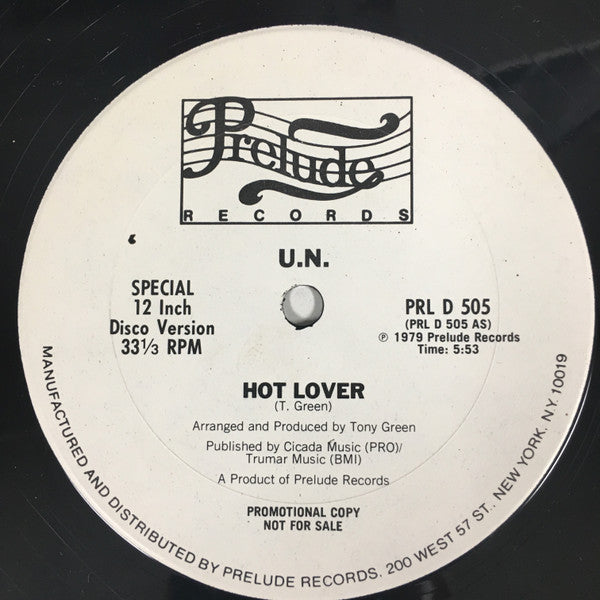 Prelude
RECORDS
U.N.
SPECIAL
12 Inch
Disco Version
33 1/3 RPM
PRL D 505
(PRL D 505 AS)
℗ 1979 Prelude Records
Time: 5:53
HOT LOVER
(T. Green)
Arranged and Produced by Tony Green
Published by Cicada Music (PRO)/
Trumar Music (BMI)
A Product of Prelude Records
PROMOTIONAL COPY
NOT FOR SALE
MANUFACTURED AND DISTRIBUTED BY PRELUDE RECORDS. 200 WEST 57 ST., NEW YORK, N.Y. 10019